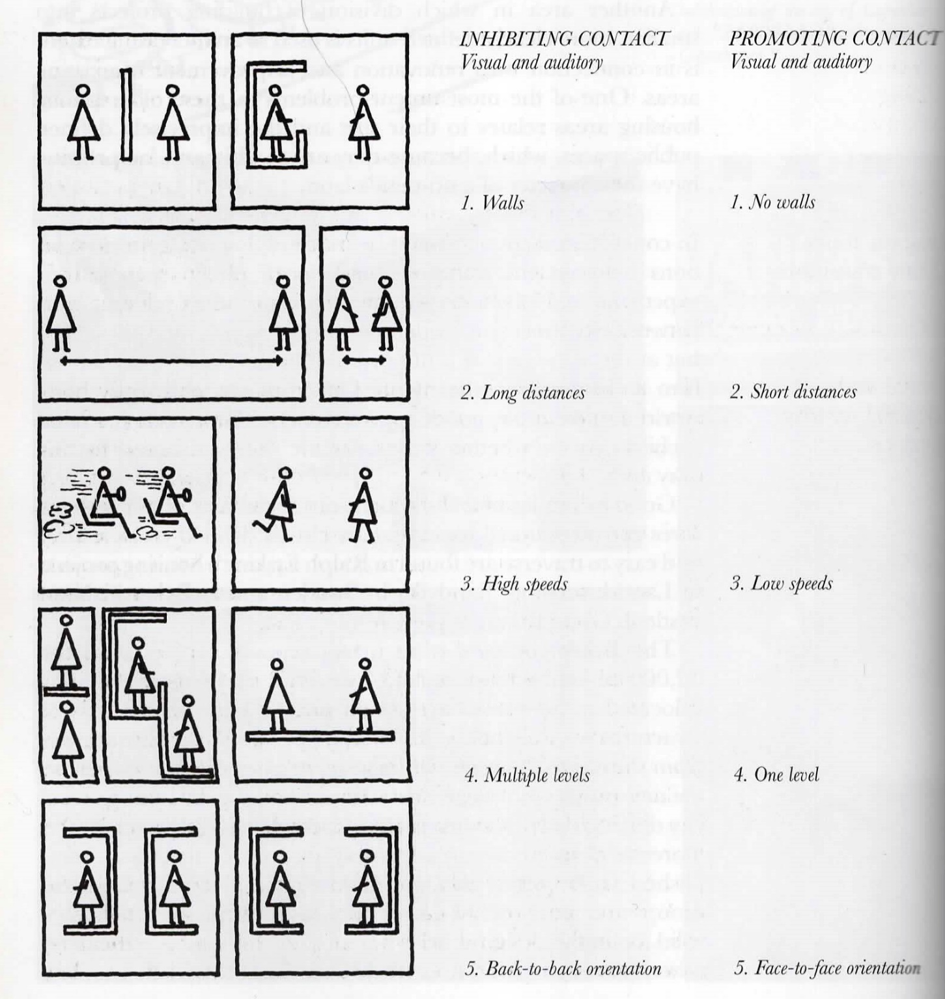 INHIBITING CONTACT
Visual and auditory
1. Walls
2. Long distances
3. High speeds
4. Multiple levels
5. Back-to-back orientation
PROMOTING CONTACT
Visual and auditory
1. No walls
2. Short distances
3. Low speeds
4. One level
5. Face-to-face orientation